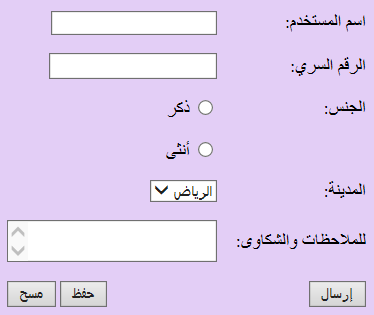 اسم المستخدم:
الرقم السري:
الجنس: ذكر
أنثى
المدينة: الرياض
للملاحظات والشكاوى:
إرسال حفظ مسح